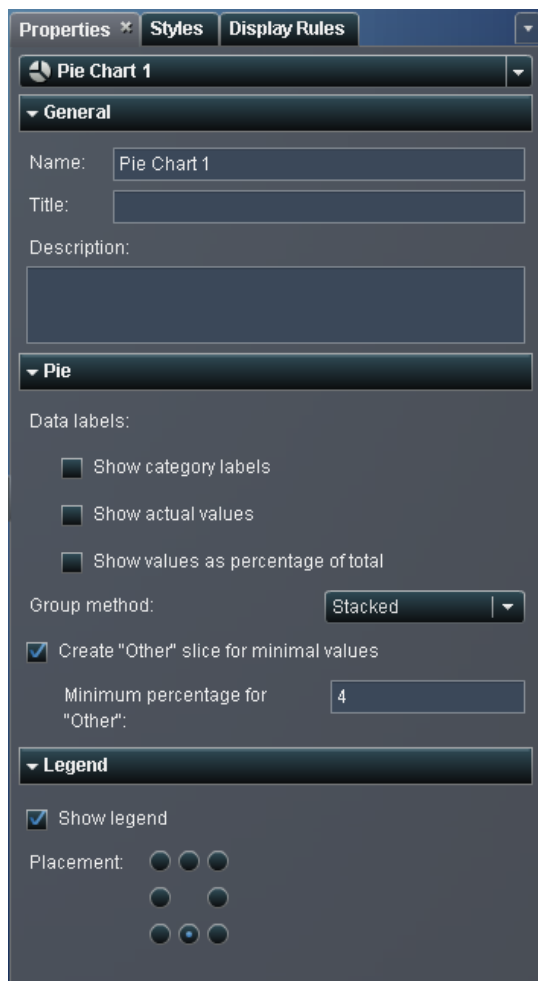 Properties Styles Display Rules
Pie Chart 1
General
Name: Pie Chart 1
Title:
Description:
Pie
Data labels:
Show category labels
Show actual values
Show values as percentage of total
Group method: Stacked
Create "Other" slice for minimal values
Minimum percentage for 4
"Other":
Legend
Show legend
Placement: